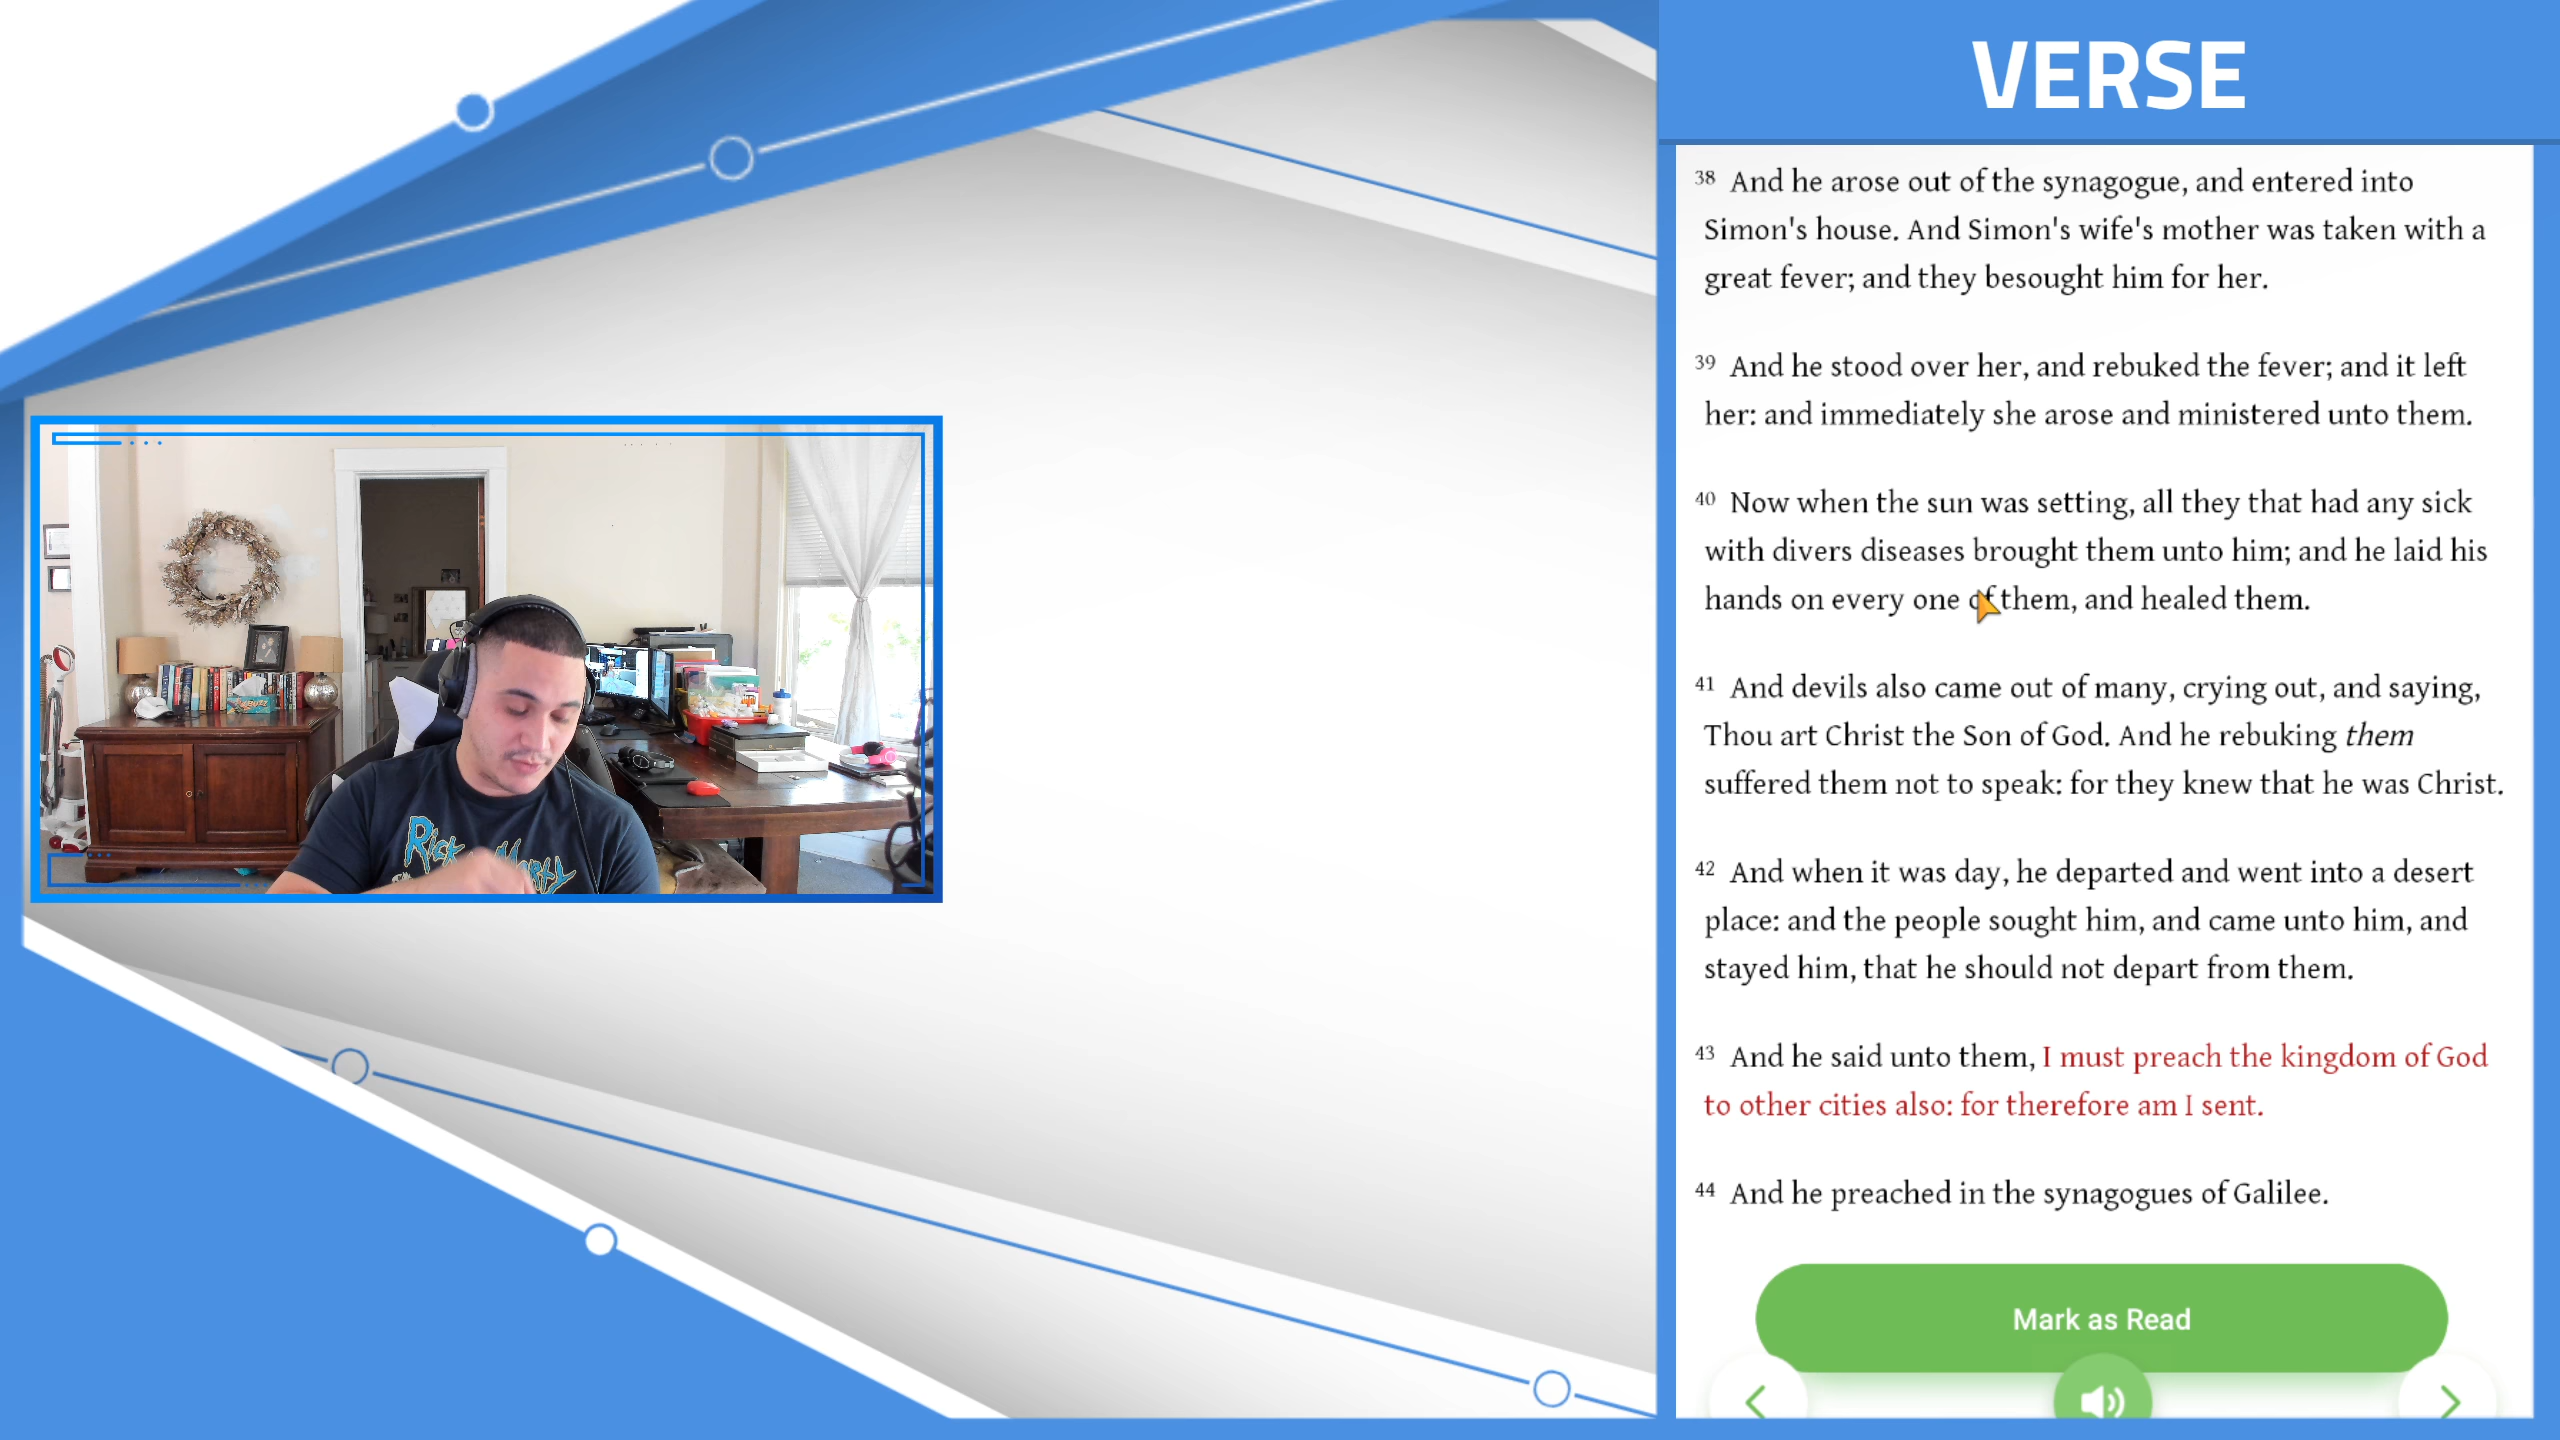 VERSE
38 And he arose out of the synagogue, and entered into
Simon's house. And Simon's wife's mother was taken with a
great fever; and they besought him for her.
39 And he stood over her, and rebuked the fever; and it left
her: and immediately she arose and ministered unto them.
40 Now when the sun was setting, all they that had any sick
with divers diseases brought them unto him; and he laid his
hands on every one of them, and healed them.
41 And devils also came out of many, crying out, and saying,
Thou art Christ the Son of God. And he rebuking them
suffered them not to speak: for they knew that he was Christ.
42 And when it was day, he departed and went into a desert
place: and the people sought him, and came unto him, and
stayed him, that he should not depart from them.
43 And he said unto them, I must preach the kingdom of God
to other cities also: for therefore am I sent.
44 And he preached in the synagogues of Galilee.
Mark as Read
Rick
Morty